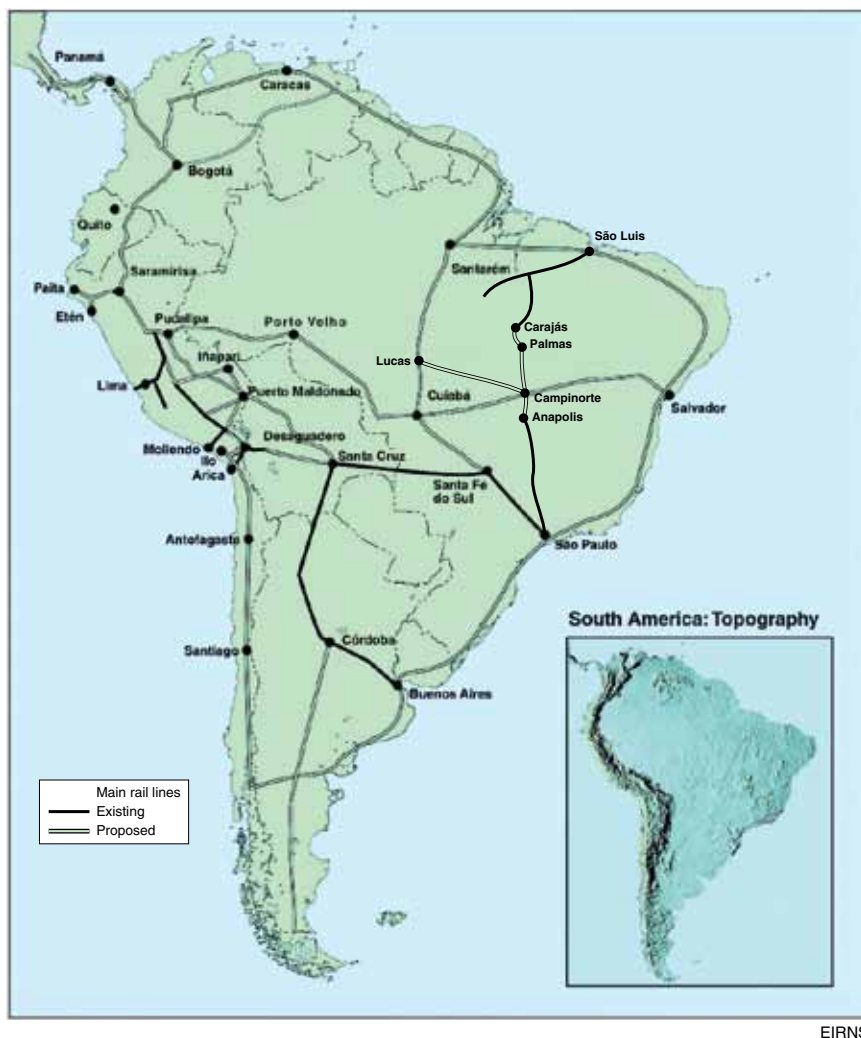 Panamá
Caracas
Bogotá
Quito
São Luis
Santarém
Saramirisa
Paita
Etén
Pucallpa
Porto Velho
Carajás
Palmas
Iñapari
Lucas
Lima
Puerto Maldonado
Cuiabá
Campinorte
Salvador
Anapolis
Mollendo
Desaguadero
Ilo
Arica
Santa Cruz
Santa Fé
do Sul
Antofagasta
São Paulo
South America: Topography
Córdoba
Santiago
Buenos Aires
Main rail lines
Existing
Proposed
EIRNS